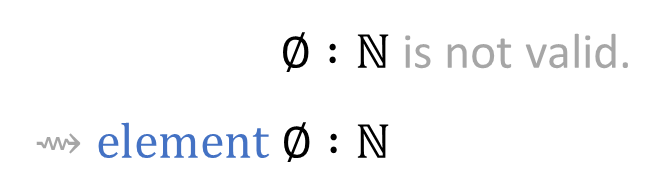 ∅ : ℕ is not valid.
⇝ element ∅ : ℕ